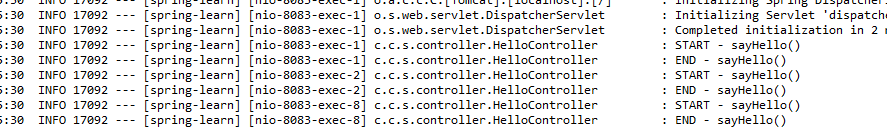 5:30  INFO 17092 --- [spring-learn] [nio-8083-exec-1] o.a.c.c.C.[Tomcat].[localhost].[/]       : Initializing Spring Dispatcher
5:30  INFO 17092 --- [spring-learn] [nio-8083-exec-1] o.s.web.servlet.DispatcherServlet        : Initializing Servlet 'dispatche
5:30  INFO 17092 --- [spring-learn] [nio-8083-exec-1] o.s.web.servlet.DispatcherServlet        : Completed initialization in 2 m
5:30  INFO 17092 --- [spring-learn] [nio-8083-exec-1] c.c.s.controller.HelloController         : START - sayHello()
5:30  INFO 17092 --- [spring-learn] [nio-8083-exec-1] c.c.s.controller.HelloController         : END - sayHello()
5:30  INFO 17092 --- [spring-learn] [nio-8083-exec-2] c.c.s.controller.HelloController         : START - sayHello()
5:30  INFO 17092 --- [spring-learn] [nio-8083-exec-2] c.c.s.controller.HelloController         : END - sayHello()
5:30  INFO 17092 --- [spring-learn] [nio-8083-exec-8] c.c.s.controller.HelloController         : START - sayHello()
5:30  INFO 17092 --- [spring-learn] [nio-8083-exec-8] c.c.s.controller.HelloController         : END - sayHello()